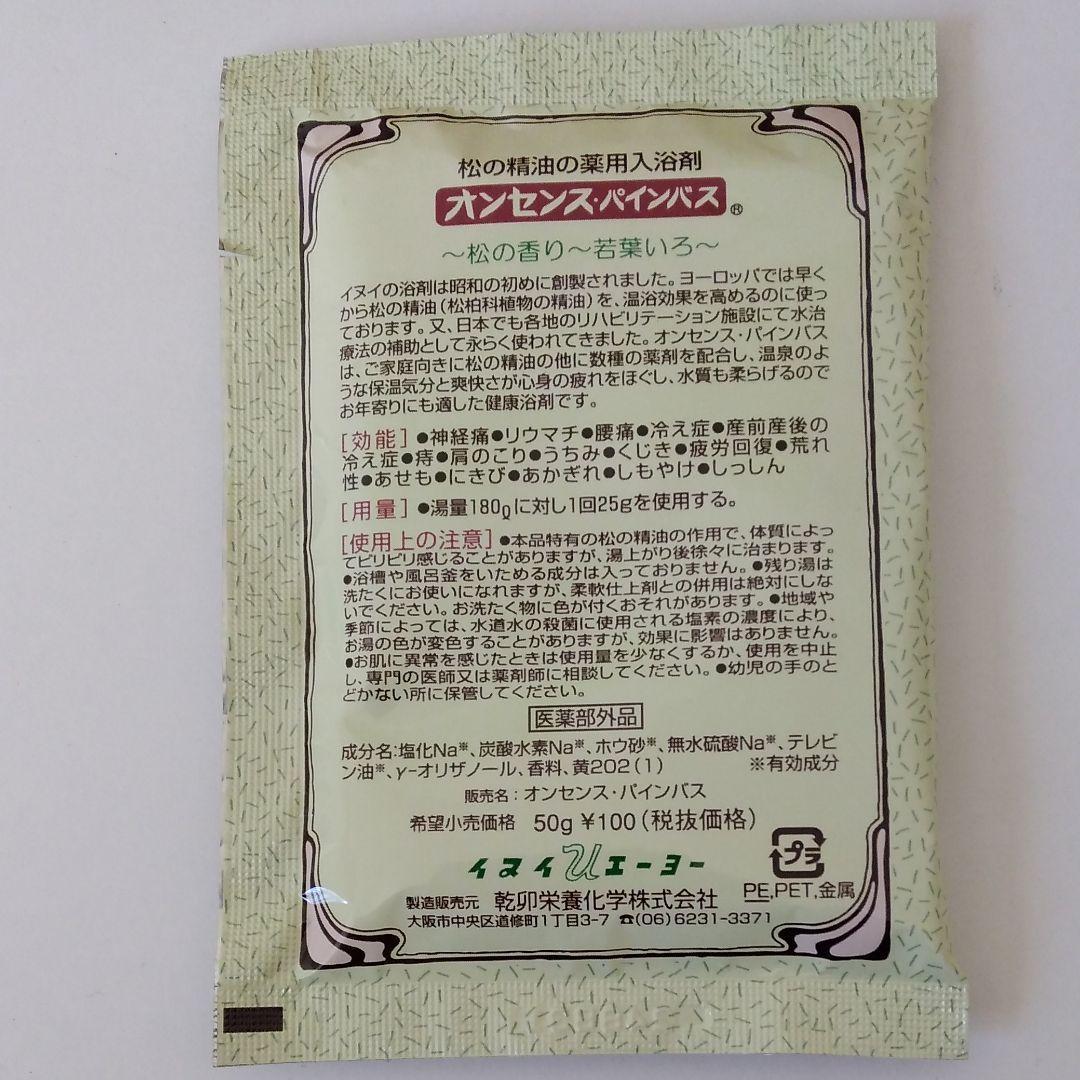 松の精油の薬用入浴剤
オンセンス・パインバス®
～松の香り～若葉いろ～
イヌイの浴剤は昭和の初めに創製されました。ヨーロッパでは早く
から松の精油(松柏科植物の精油)を、温浴効果を高めるのに使っ
ております。又、日本でも各地のリハビリテーション施設にて水治
療法の補助として永らく使われてきました。オンセンス・パインバス
は、ご家庭向きに松の精油の他に数種の薬剤を配合し、温泉のよ
うな保温気分と爽快さが心身の疲れをほぐし、水質も柔らげるので
お年寄りにも適した健康浴剤です。
[効能]●神経痛●リウマチ●腰痛●冷え症●産前産後の
冷え症●痔●肩のこり●うちみ●くじき●疲労回復●荒れ
性●あせも●にきび●あかぎれ●しもやけ●しっしん
[用量]●湯量180ℓに対し1回25gを使用する。
[使用上の注意]●本品特有の松の精油の作用で、体質によっ
てピリピリ感じることがありますが、湯上がり後徐々に治まります。
●浴槽や風呂釜をいためる成分は入っておりません。●残り湯は
洗たくにお使いになれますが、柔軟仕上剤との併用は絶対にしな
いでください。お洗たく物に色が付くおそれがあります。●地域や
季節によっては、水道水の殺菌に使用される塩素の濃度により、
お湯の色が変色することがありますが、効果に影響はありません。
●お肌に異常を感じたときは使用量を少なくするか、使用を中止
し、専門の医師又は薬剤師に相談してください。●幼児の手のと
どかない所に保管してください。
医薬部外品
成分名:塩化Na※、炭酸水素Na※、ホウ砂※、無水硫酸Na※、テレビ
ン油※、γ-オリザノール、香料、黄202(1) ※有効成分
販売名:オンセンス・パインバス
希望小売価格 50g ¥100(税抜価格)
イヌイ U エーヨー
プラ
PE,PET,金属
製造販売元 乾卯栄養化学株式会社
大阪市中央区道修町1丁目3-7 ☎(06)6231-3371